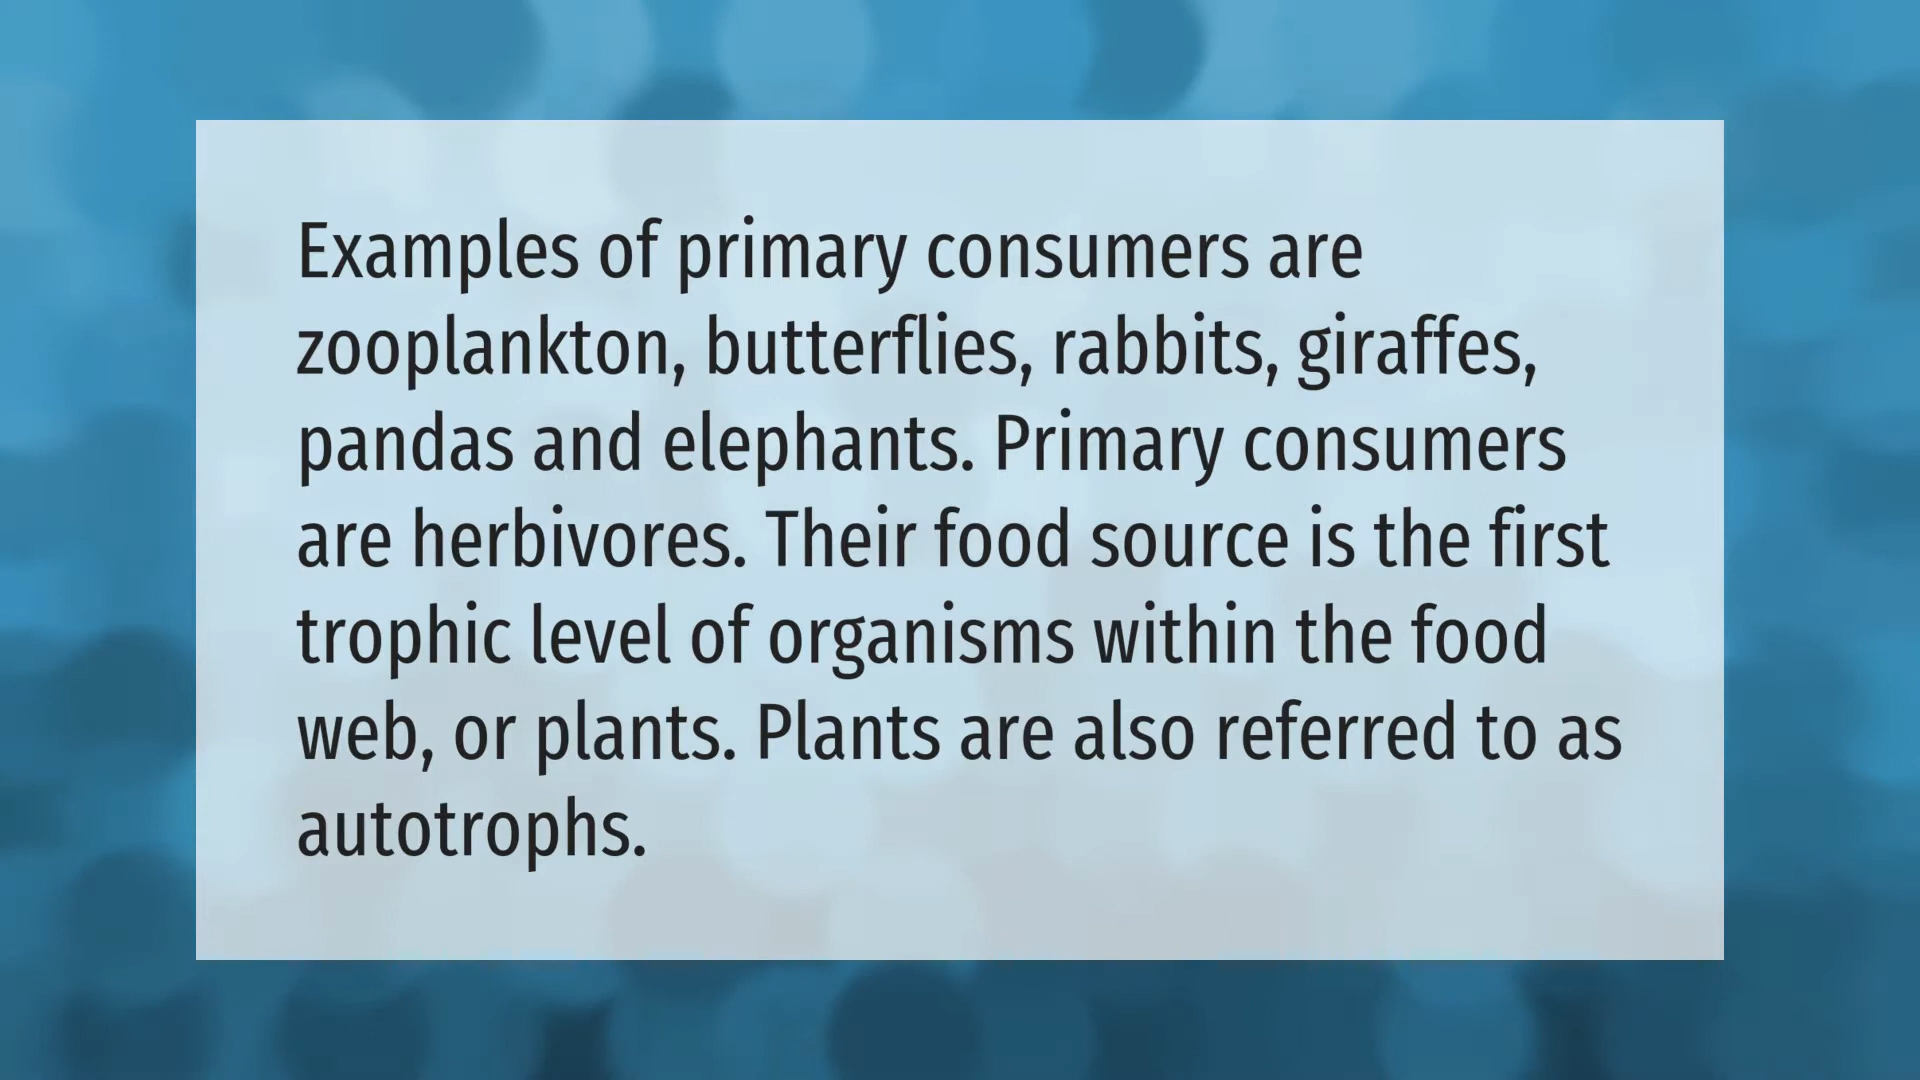 Examples of primary consumers are
zooplankton, butterflies, rabbits, giraffes,
pandas and elephants. Primary consumers
are herbivores. Their food source is the first
trophic level of organisms within the food
web, or plants. Plants are also referred to as
autotrophs.